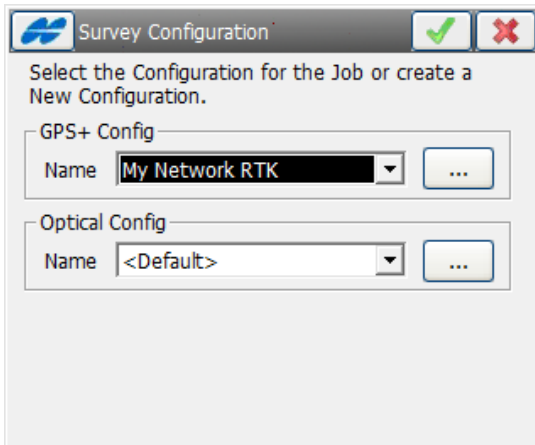 Survey Configuration
Select the Configuration for the Job or create a
New Configuration.
GPS+ Config
Name My Network RTK ...
Optical Config
Name <Default> ...